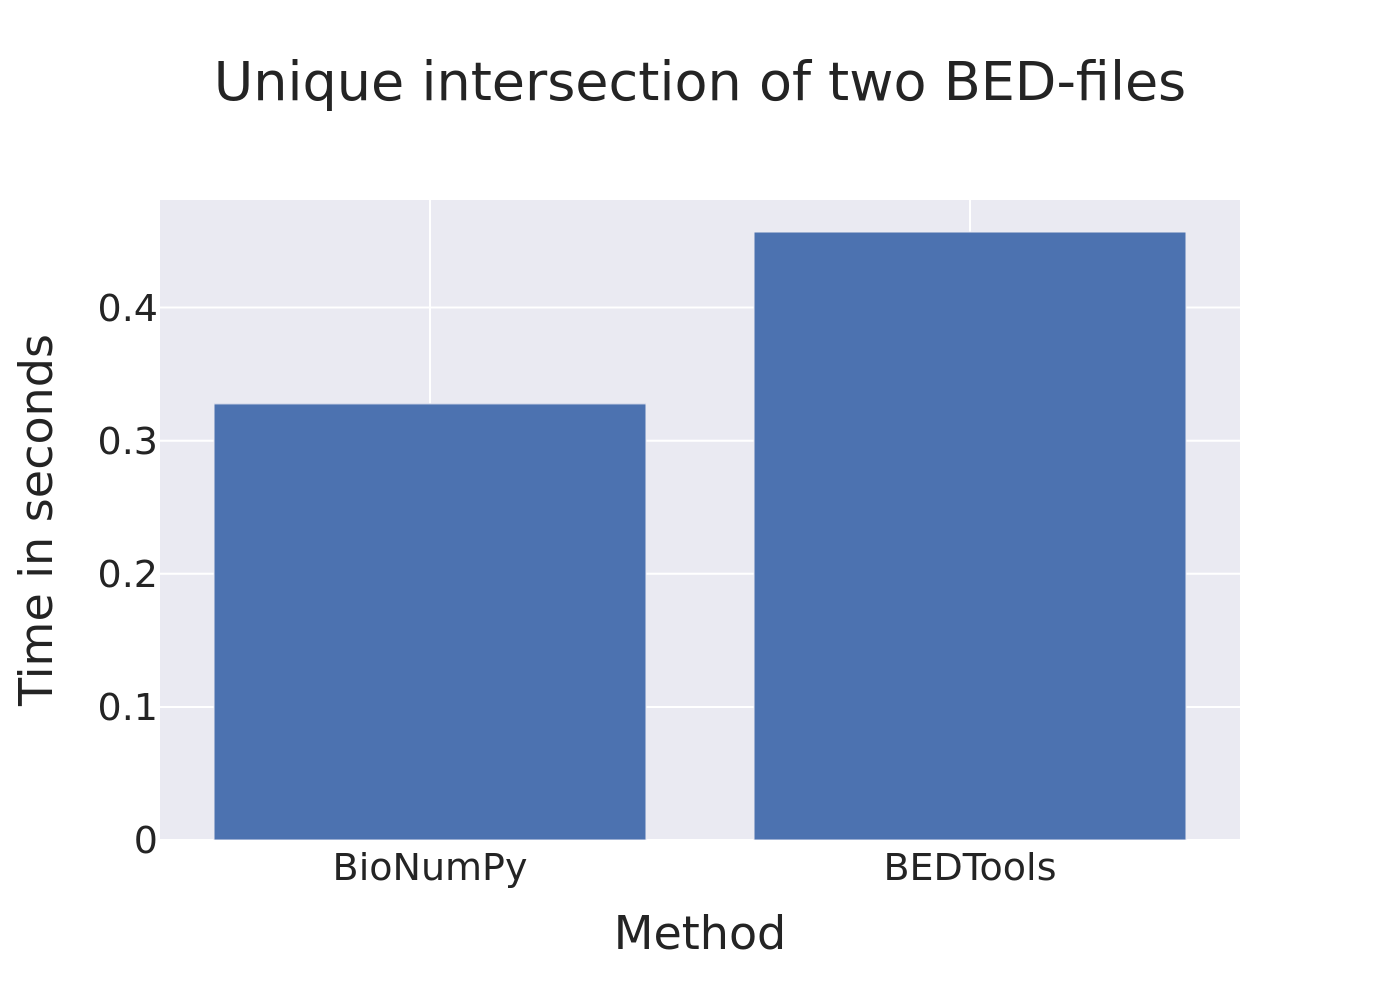 Unique intersection of two BED-files
Time in seconds
0.4
0.3
0.2
0.1
0
BioNumPy
BEDTools
Method